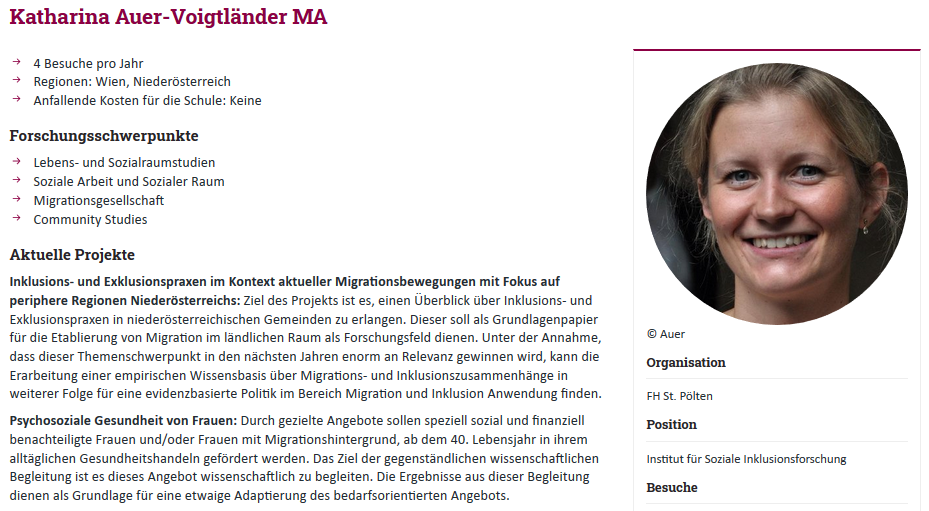 Katharina Auer-Voigtländer MA
4 Besuche pro Jahr
Regionen: Wien, Niederösterreich
Anfallende Kosten für die Schule: Keine
Forschungsschwerpunkte
Lebens- und Sozialraumstudien
Soziale Arbeit und Sozialer Raum
Migrationsgesellschaft
Community Studies
Aktuelle Projekte
Inklusions- und Exklusionspraxen im Kontext aktueller Migrationsbewegungen mit Fokus auf
periphere Regionen Niederösterreichs: Ziel des Projekts ist es, einen Überblick über Inklusions- und
Exklusionspraxen in niederösterreichischen Gemeinden zu erlangen. Dieser soll als Grundlagenpapier
für die Etablierung von Migration im ländlichen Raum als Forschungsfeld dienen. Unter der Annahme,
dass dieser Themenschwerpunkt in den nächsten Jahren enorm an Relevanz gewinnen wird, kann die
Erarbeitung einer empirischen Wissensbasis über Migrations- und Inklusionszusammenhänge in
weiterer Folge für eine evidenzbasierte Politik im Bereich Migration und Inklusion Anwendung finden.
Psychosoziale Gesundheit von Frauen: Durch gezielte Angebote sollen speziell sozial und finanziell
benachteiligte Frauen und/oder Frauen mit Migrationshintergrund, ab dem 40. Lebensjahr in ihrem
alltäglichen Gesundheitshandeln gefördert werden. Das Ziel der gegenständlichen wissenschaftlichen
Begleitung ist es dieses Angebot wissenschaftlich zu begleiten. Die Ergebnisse aus dieser Begleitung
dienen als Grundlage für eine etwaige Adaptierung des bedarfsorientierten Angebots.
© Auer
Organisation
FH St. Pölten
Position
Institut für Soziale Inklusionsforschung
Besuche